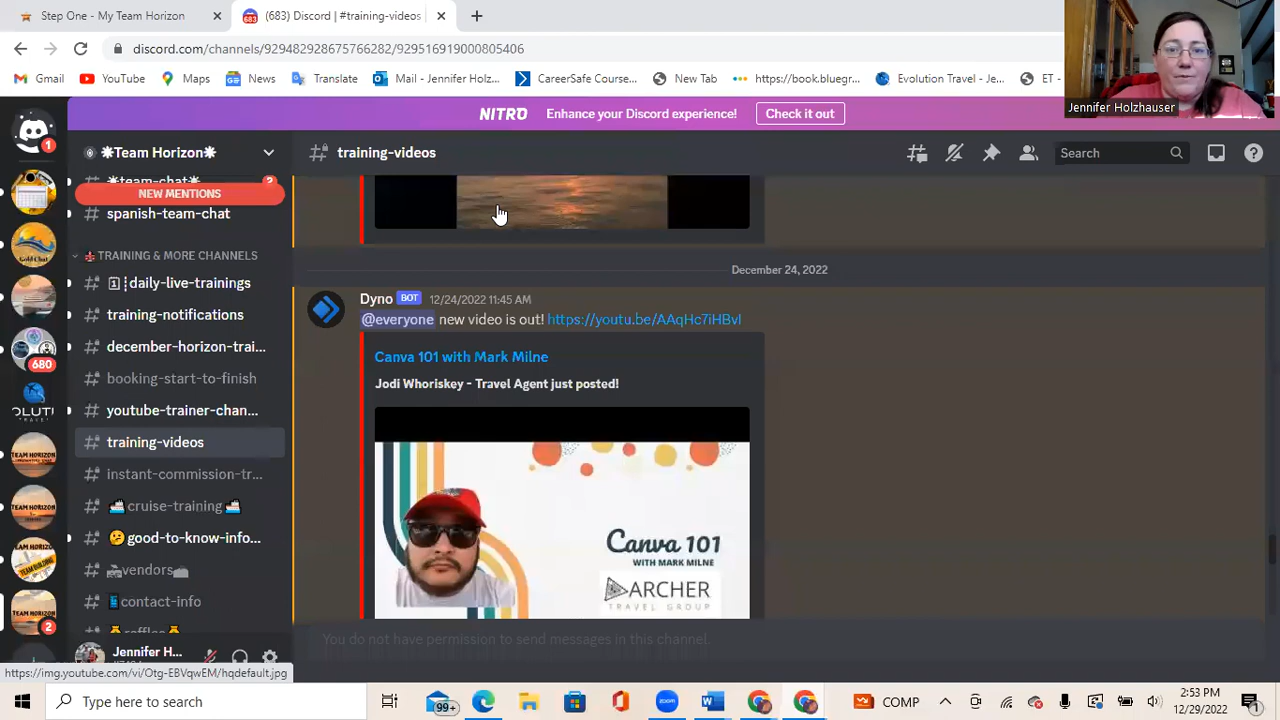 Step One - My Team Horizon
(683) Discord | #training-videos
discord.com/channels/929482928675766282/929516919000805406
Gmail
YouTube
Maps
News
Translate
Mail - Jennifer Holz...
CareerSafe Course...
New Tab
https://book.bluegr...
Evolution Travel - Je...
ET -
Jennifer Holzhauser
NITRO
Enhance your Discord experience!
Check it out
Team Horizon
training-videos
Search
team-chat
NEW MENTIONS
spanish-team-chat
TRAINING & MORE CHANNELS
daily-live-trainings
training-notifications
december-horizon-trai...
booking-start-to-finish
youtube-trainer-chan...
training-videos
instant-commission-tr...
cruise-training
good-to-know-info...
vendors
contact-info
raffles
1
680
2
December 24, 2022
Dyno BOT 12/24/2022 11:45 AM
@everyone new video is out! https://youtu.be/AAqHc7iHBvI
Canva 101 with Mark Milne
Jodi Whoriskey - Travel Agent just posted!
Canva 101
WITH MARK MILNE
ARCHER
TRAVEL GROUP
You do not have permission to send messages in this channel.
Jennifer H...
https://img.youtube.com/vi/Otg-EBVqwEM/hqdefault.jpg
Type here to search
99+
COMP
2:53 PM
12/29/2022
1